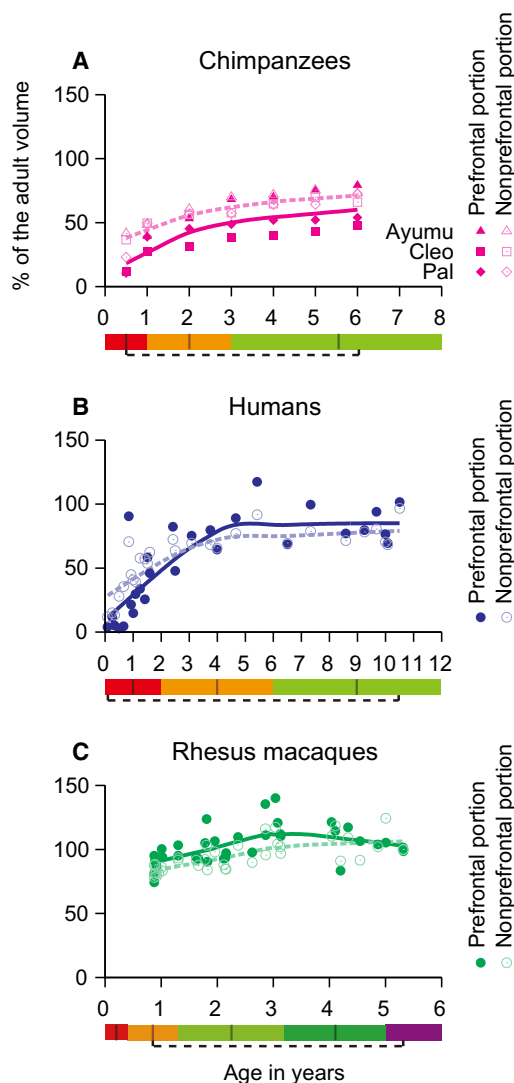 A
Chimpanzees
150
100
50
0
% of the adult volume
0 1 2 3 4 5 6 7 8
Ayumu
Cleo
Pal
Prefrontal portion
Nonprefrontal portion
B
Humans
150
100
50
0
0 1 2 3 4 5 6 7 8 9 10 11 12
Prefrontal portion
Nonprefrontal portion
C
Rhesus macaques
150
100
50
0
0 1 2 3 4 5 6
Prefrontal portion
Nonprefrontal portion
Age in years